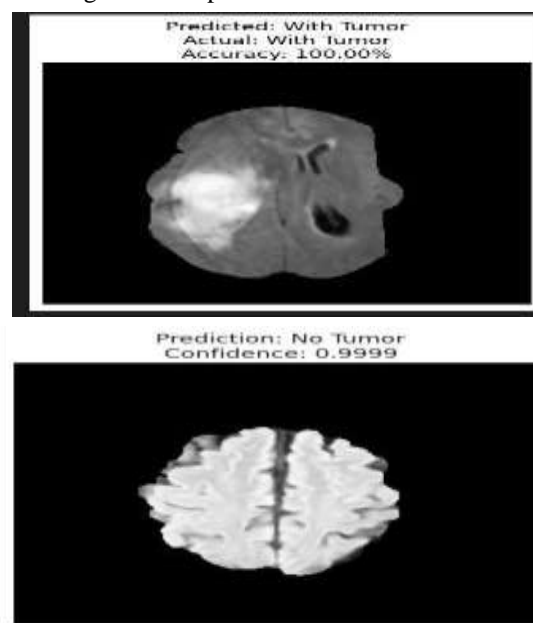 Predicted: With Tumor
Actual: With Tumor
Accuracy: 100.00%
Prediction: No Tumor
Confidence: 0.9999